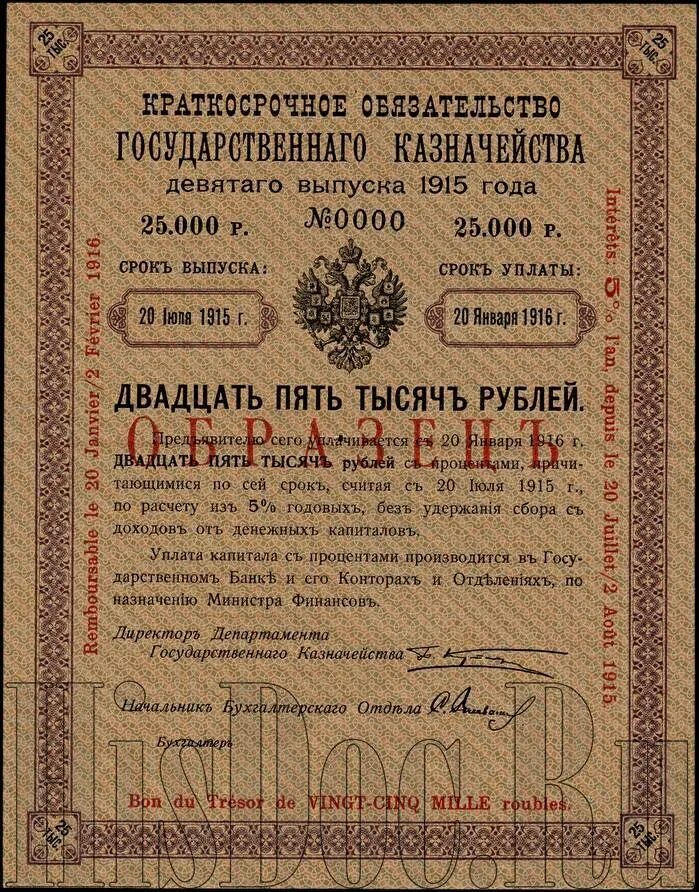 25 ТЫС.
25 ТЫС.
КРАТКОСРОЧНОЕ ОБЯЗАТЕЛЬСТВО
ГОСУДАРСТВЕННАГО КАЗНАЧЕЙСТВА
девятаго выпуска 1915 года
25.000 р. №0000 25.000 р.
СРОКЪ ВЫПУСКА: СРОКЪ УПЛАТЫ:
20 Іюля 1915 г. 20 Января 1916 г.
ДВАДЦАТЬ ПЯТЬ ТЫСЯЧЪ РУБЛЕЙ.
ОБРАЗЕЦЪ
Предъявителю сего уплачивается съ 20 Января 1916 г.
ДВАДЦАТЬ ПЯТЬ ТЫСЯЧЪ рублей съ процентами, причи-
тающимися по сей срокъ, считая съ 20 Іюля 1915 г.,
по расчету изъ 5% годовыхъ, безъ удержанія сбора съ
доходовъ отъ денежныхъ капиталовъ.
Уплата капитала съ процентами производится въ Госу-
дарственномъ Банкѣ и его Конторахъ и Отдѣленіяхъ, по
назначенію Министра Финансовъ.
Директоръ Департамента
Государственнаго Казначейства
Начальникъ Бухгалтерскаго Отдѣла
Бухгалтеръ
Bon du Trésor de VINGT-CINQ MILLE roubles.
Remboursable le 20 Janvier/2 Février 1916.
Intérêts: 5% l'an, depuis le 20 Juillet/2 Août 1915
25 ТЫС.
25 ТЫС.
HisDoc.Ru